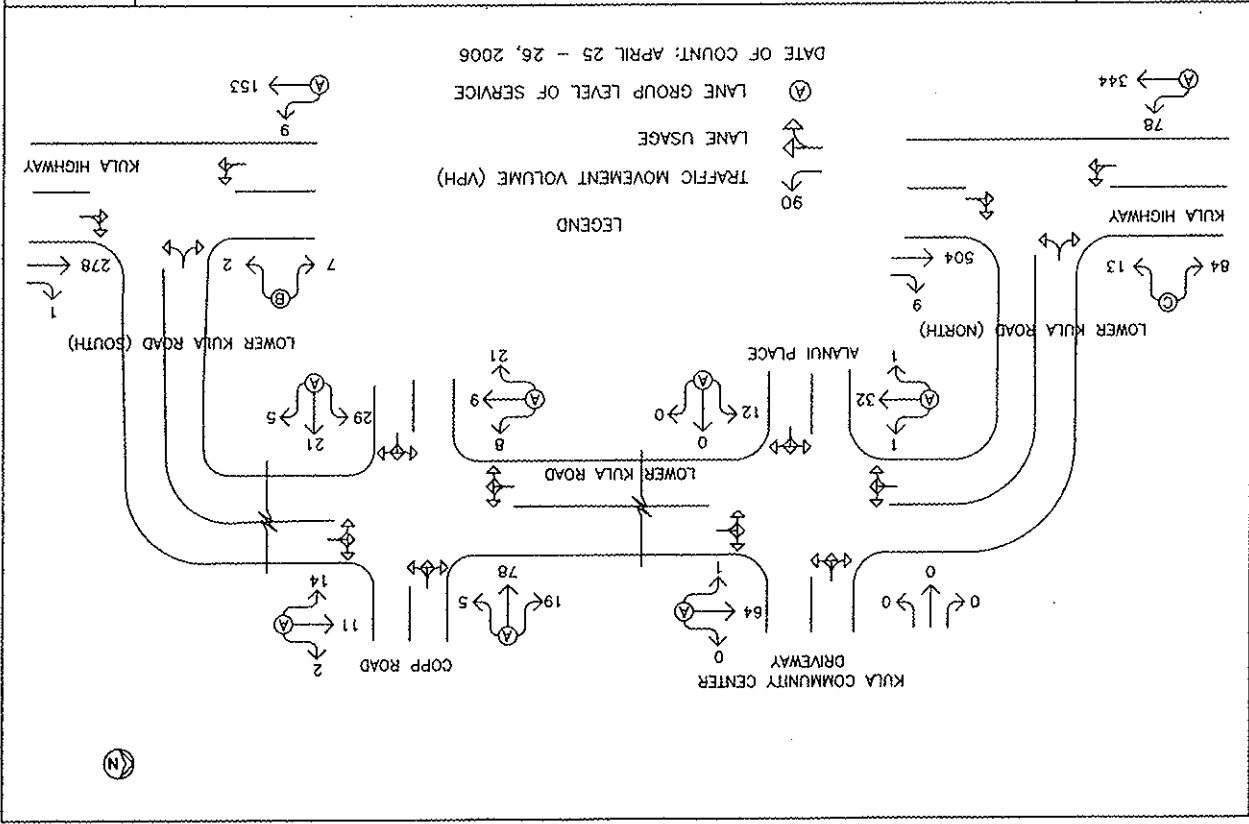 N
KULA COMMUNITY CENTER
DRIVEWAY
COPP ROAD
0
0
0
0
64
1
A
19
78
5
A
2
11
14
A
LOWER KULA ROAD
1
32
1
A
12
0
0
A
8
9
21
A
29
21
5
A
ALANUI PLACE
LOWER KULA ROAD (NORTH)
LOWER KULA ROAD (SOUTH)
84
13
C
9
504
7
2
B
1
278
KULA HIGHWAY
KULA HIGHWAY
LEGEND
90
TRAFFIC MOVEMENT VOLUME (VPH)
LANE USAGE
A
LANE GROUP LEVEL OF SERVICE
DATE OF COUNT: APRIL 25 - 26, 2006
78
344
A
9
153
A